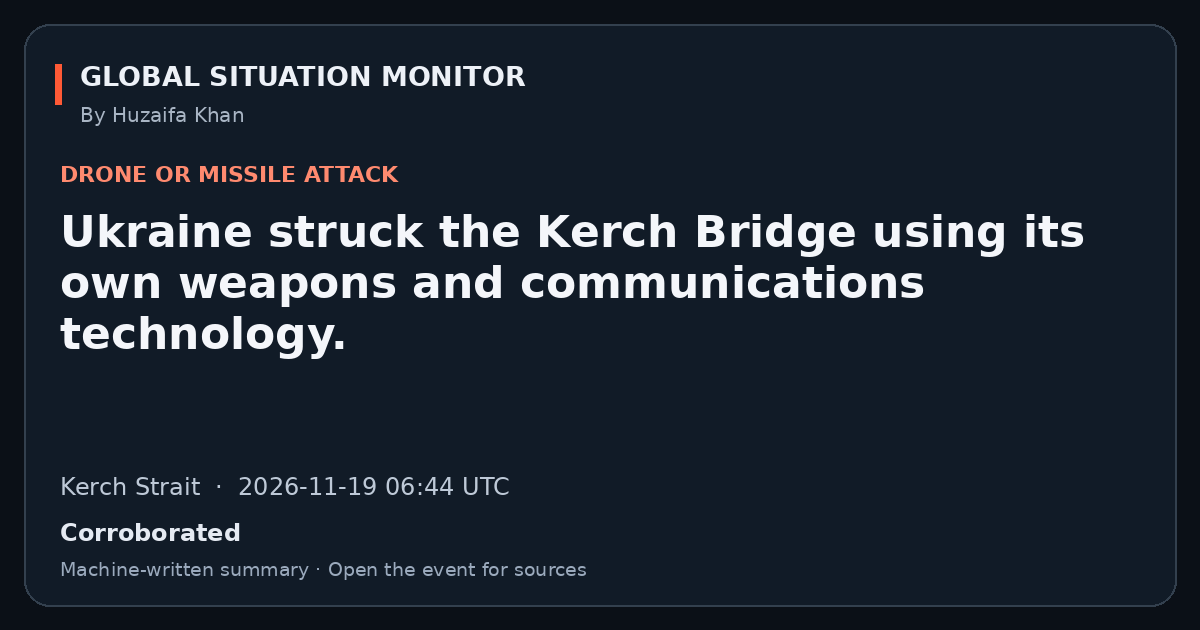 GLOBAL SITUATION MONITOR
By Huzaifa Khan
DRONE OR MISSILE ATTACK
Ukraine struck the Kerch Bridge using its
own weapons and communications
technology.
Kerch Strait · 2026-11-19 06:44 UTC
Corroborated
Machine-written summary · Open the event for sources